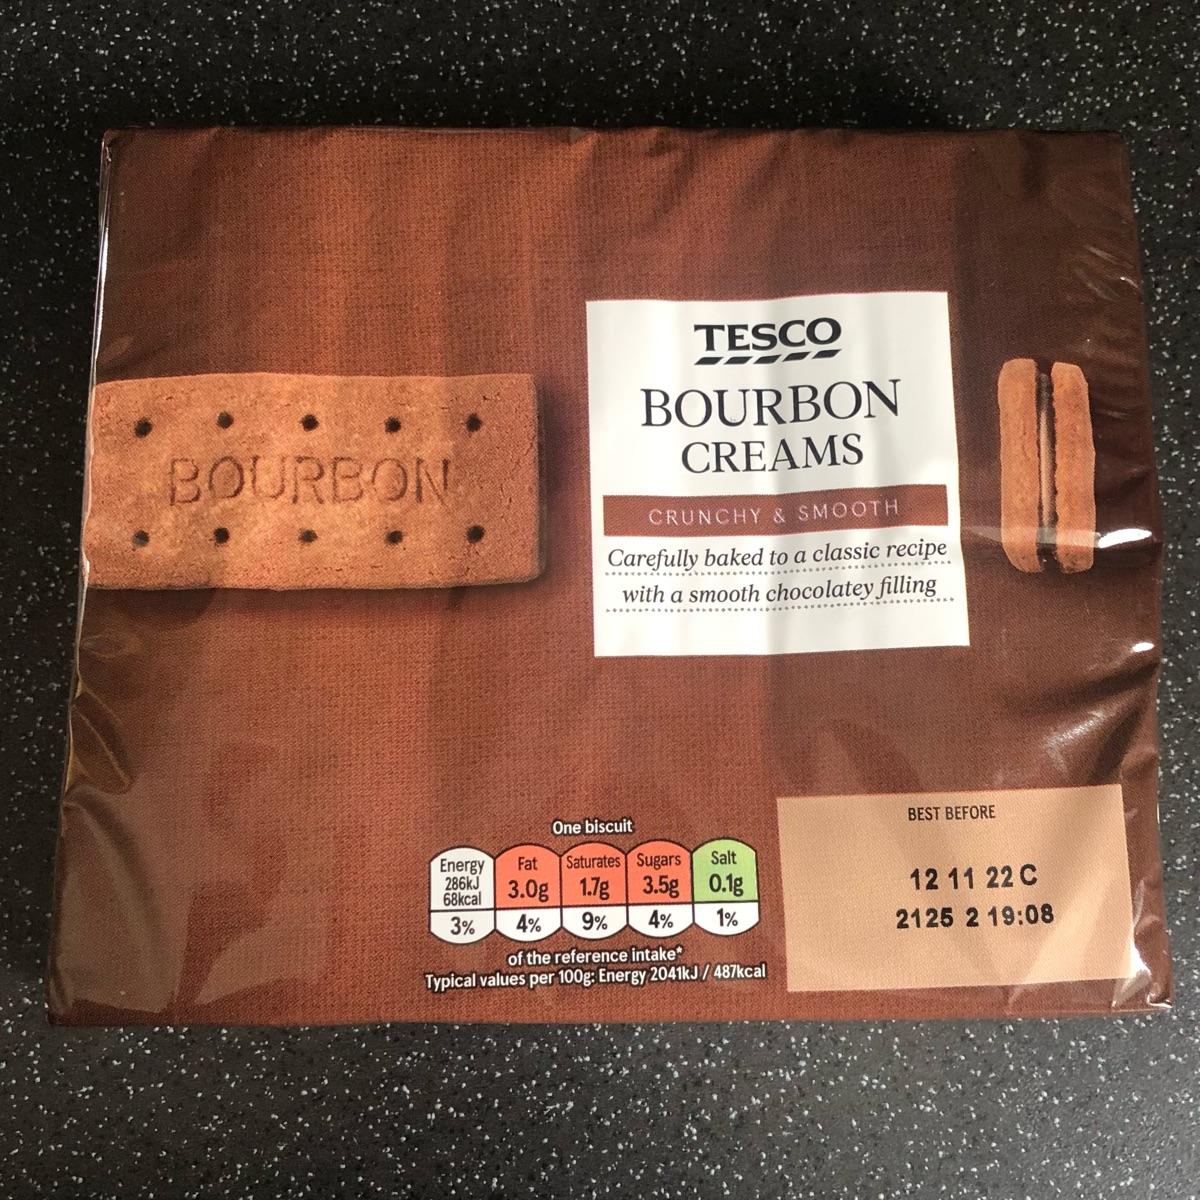 TESCO
BOURBON
CREAMS
CRUNCHY & SMOOTH
Carefully baked to a classic recipe
with a smooth chocolatey filling
BOURBON
One biscuit
Energy
286kJ
68kcal
3%
Fat
3.0g
4%
Saturates
1.7g
9%
Sugars
3.5g
4%
Salt
0.1g
1%
of the reference intake*
Typical values per 100g: Energy 2041kJ / 487kcal
BEST BEFORE
12 11 22 C
2125 2 19:08